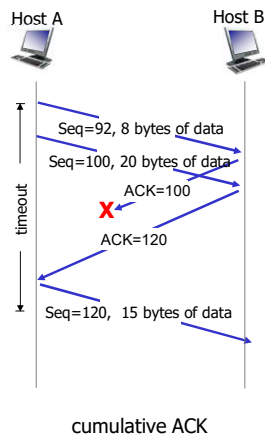 Host A
Host B
Seq=92, 8 bytes of data
Seq=100, 20 bytes of data
ACK=100
X
timeout
ACK=120
Seq=120, 15 bytes of data
cumulative ACK